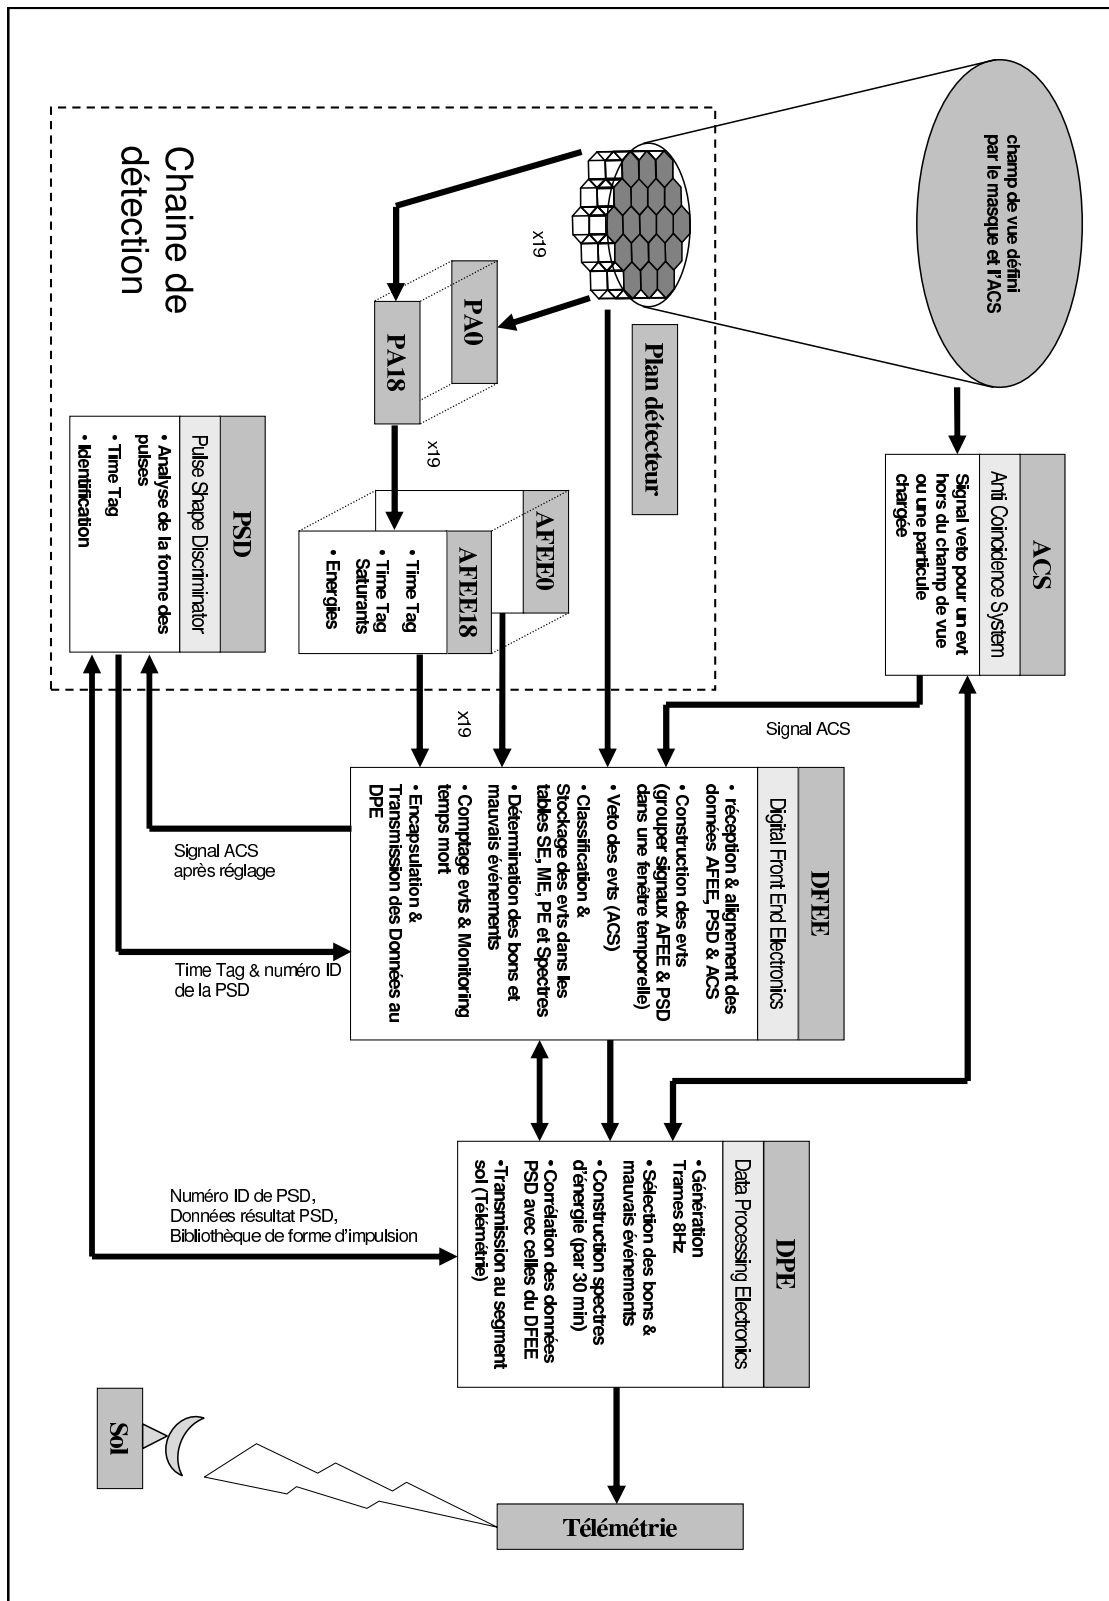 champ de vue défini
par le masque et l'ACS
ACS
Anti Coincidence System
Signal veto pour un evt
hors du champ de vue
ou une particule
chargée
Signal ACS
Plan détecteur
x19
PA0
PA18
x19
AFEE0
AFEE18
• Time Tag
• Time Tag
Saturants
• Energies
x19
Chaine de
détection
PSD
Pulse Shape Discriminator
• Analyse de la forme des
pulses
• Time Tag
• Identification
DFEE
Digital Front End Electronics
• réception & alignement des
données AFEE, PSD & ACS
• Construction des evts
(grouper signaux AFEE & PSD
dans une fenêtre temporelle)
• Veto des evts (ACS)
• Classification &
Stockage des evts dans les
tables SE, ME, PE et Spectres
• Détermination des bons et
mauvais événements
• Comptage evts & Monitoring
temps mort
• Encapsulation &
Transmission des Données au
DPE
Signal ACS
après réglage
Time Tag & numéro ID
de la PSD
DPE
Data Processing Electronics
• Génération
Trames 8Hz
• Sélection des bons &
mauvais événements
• Construction spectres
d'énergie (par 30 min)
• Corrélation des données
PSD avec celles du DFEE
• Transmission au segment
sol (Télémétrie)
Numéro ID de PSD,
Données résultat PSD,
Bibliothèque de forme d'impulsion
Télémétrie
Sol